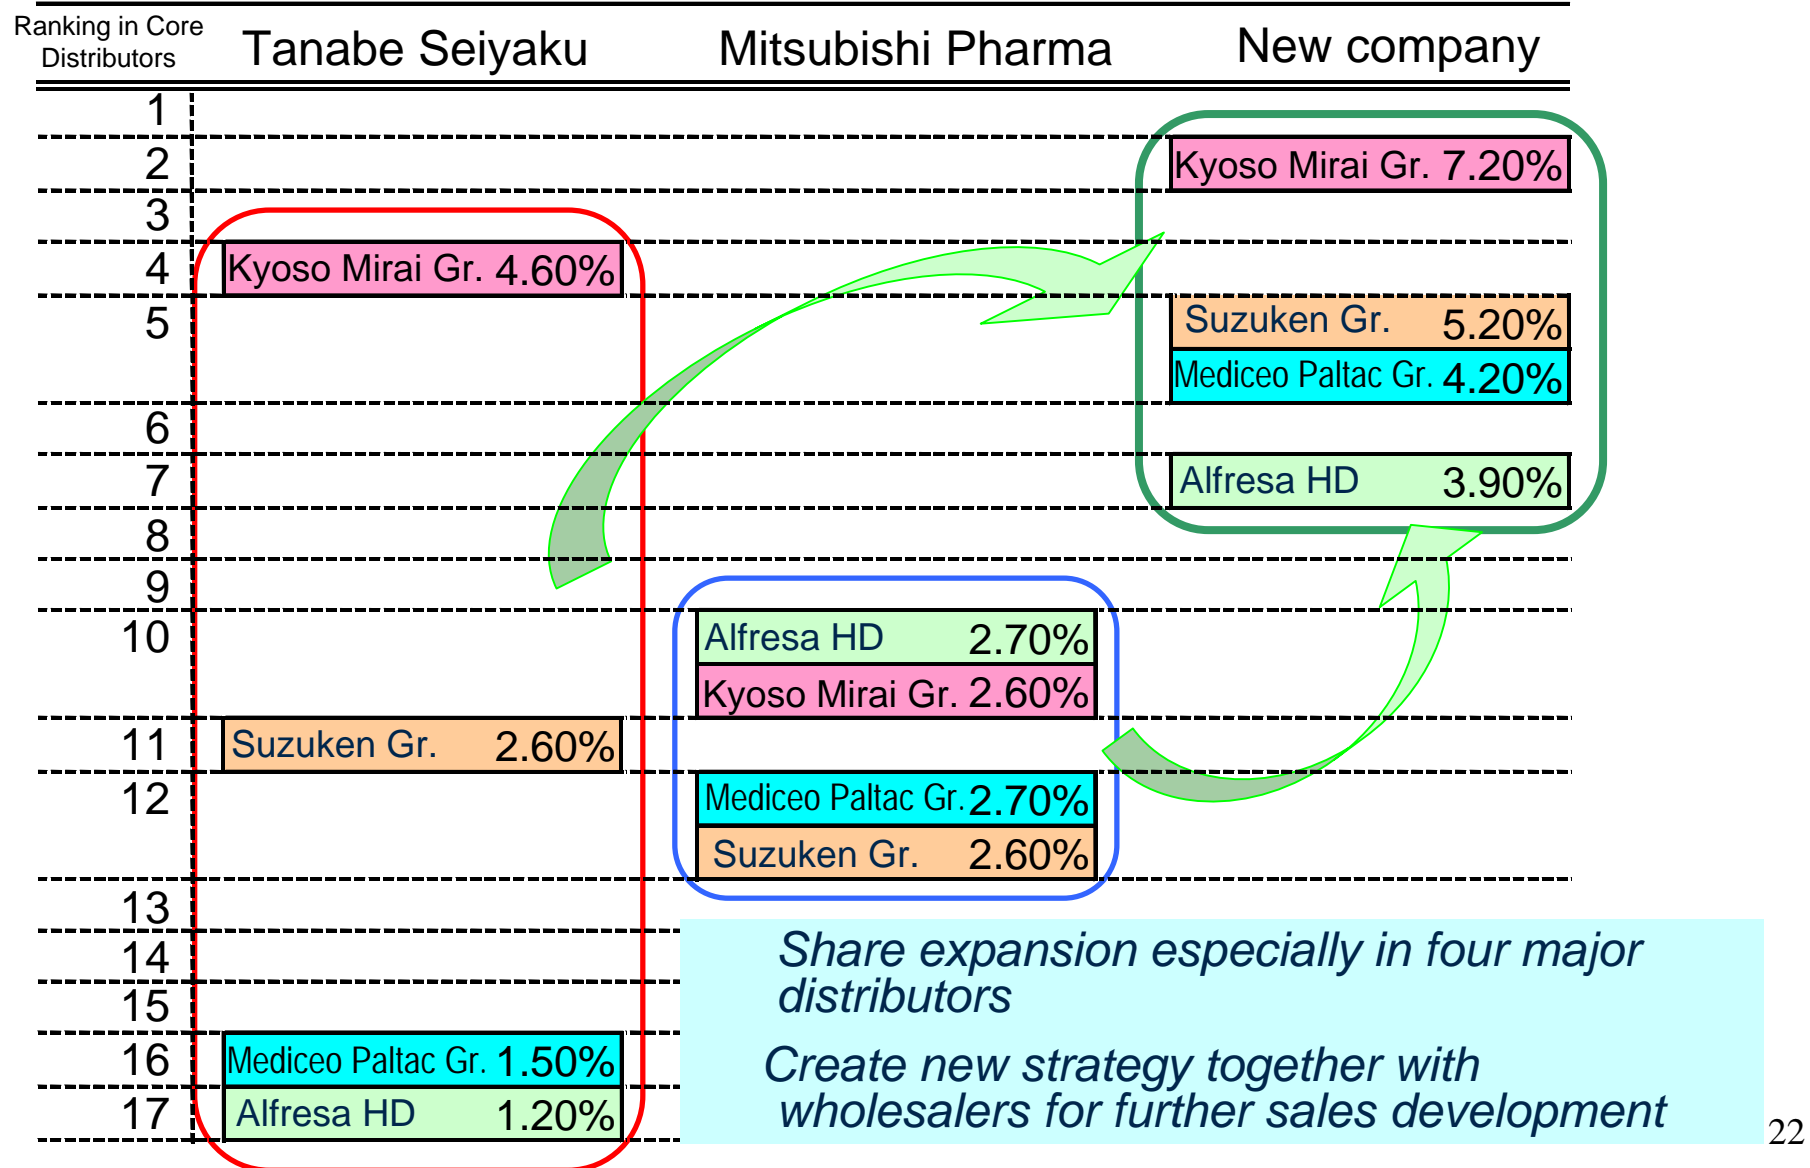 Ranking in Core
Distributors
Tanabe Seiyaku
Mitsubishi Pharma
New company
1
2
Kyoso Mirai Gr. 7.20%
3
4
Kyoso Mirai Gr. 4.60%
5
Suzuken Gr. 5.20%
Mediceo Paltac Gr. 4.20%
6
7
Alfresa HD 3.90%
8
9
10
Alfresa HD 2.70%
Kyoso Mirai Gr. 2.60%
11
Suzuken Gr. 2.60%
12
Mediceo Paltac Gr. 2.70%
Suzuken Gr. 2.60%
13
14
15
16
Mediceo Paltac Gr. 1.50%
17
Alfresa HD 1.20%
Share expansion especially in four major
distributors
Create new strategy together with
wholesalers for further sales development
22